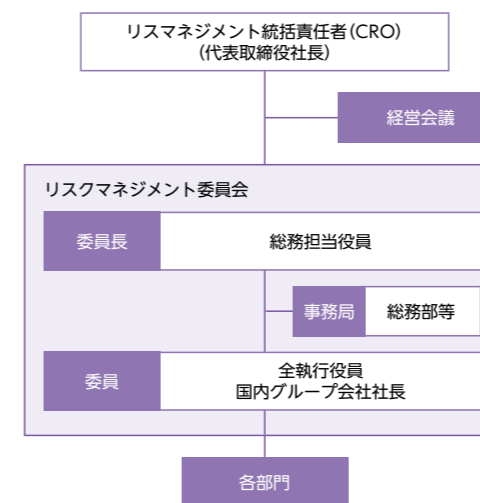 リスマネジメント統括責任者(CRO)
(代表取締役社長)
経営会議
リスクマネジメント委員会
委員長
総務担当役員
事務局
総務部等
委員
全執行役員
国内グループ会社社長
各部門